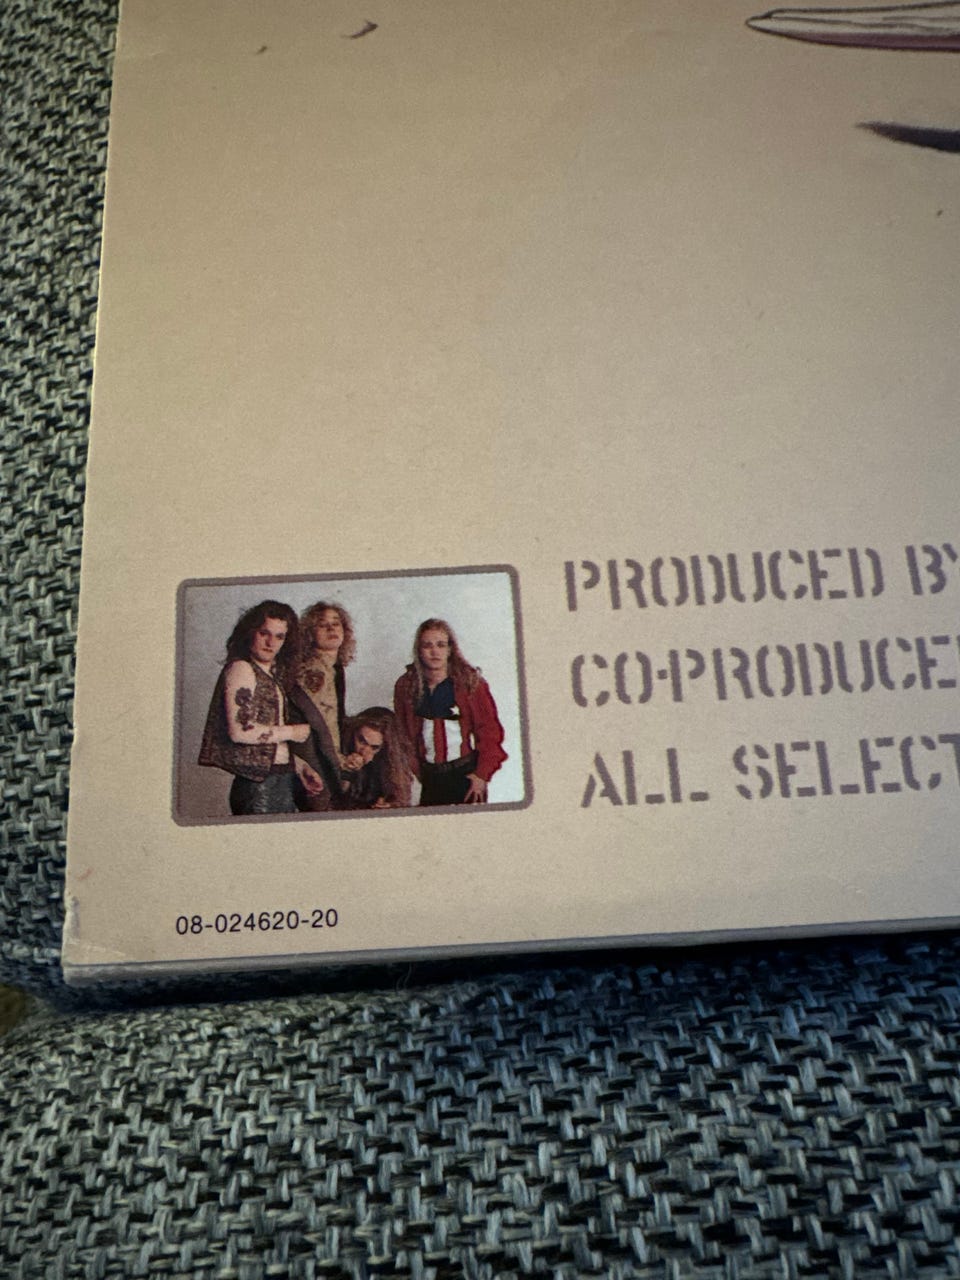 PRODUCED BY
CO-PRODUCE
ALL SELECT
08-024620-20